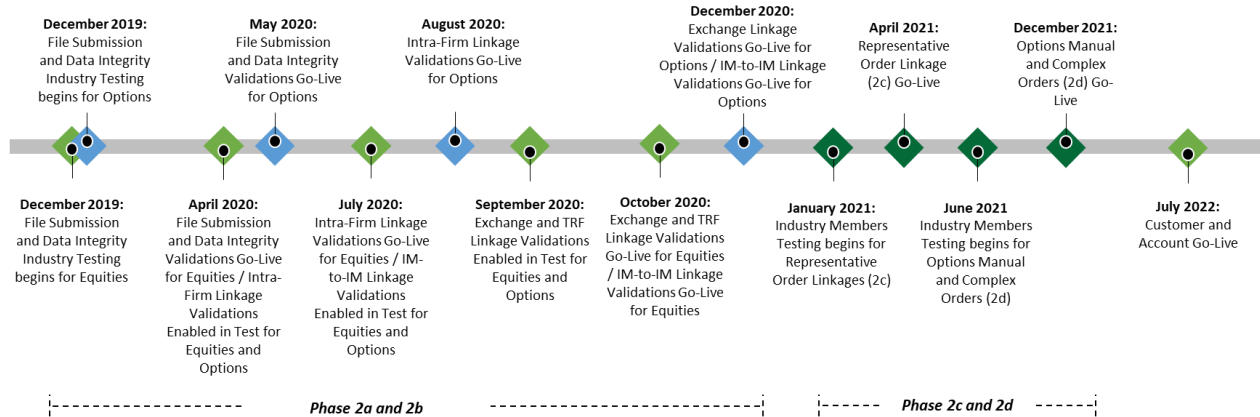 December 2019:
File Submission
and Data Integrity
Industry Testing
begins for Options
May 2020:
File Submission
and Data Integrity
Validations Go-Live
for Options
August 2020:
Intra-Firm Linkage
Validations Go-Live
for Options
December 2020:
Exchange Linkage
Validations Go-Live for
Options / IM-to-IM Linkage
Validations Go-Live for
Options
April 2021:
Representative
Order Linkage
(2c) Go-Live
December 2021:
Options Manual
and Complex
Orders (2d) Go-
Live
December 2019:
File Submission
and Data Integrity
Industry Testing
begins for Equities
April 2020:
File Submission
and Data Integrity
Validations Go-Live
for Equities / Intra-
Firm Linkage
Validations
Enabled in Test for
Equities and
Options
July 2020:
Intra-Firm Linkage
Validations Go-Live
for Equities / IM-
to-IM Linkage
Validations
Enabled in Test for
Equities and
Options
September 2020:
Exchange and TRF
Linkage Validations
Enabled in Test for
Equities and
Options
October 2020:
Exchange and TRF
Linkage Validations
Go-Live for Equities
/ IM-to-IM Linkage
Validations Go-Live
for Equities
January 2021:
Industry Members
Testing begins for
Representative
Order Linkages (2c)
June 2021
Industry Members
Testing begins for
Options Manual
and Complex
Orders (2d)
July 2022:
Customer and
Account Go-Live
Phase 2a and 2b
Phase 2c and 2d